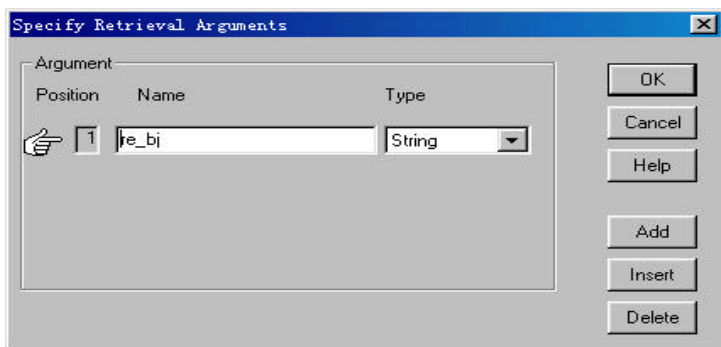 Specify Retrieval Arguments
Argument
Position Name Type
1 re_bj String
OK
Cancel
Help
Add
Insert
Delete